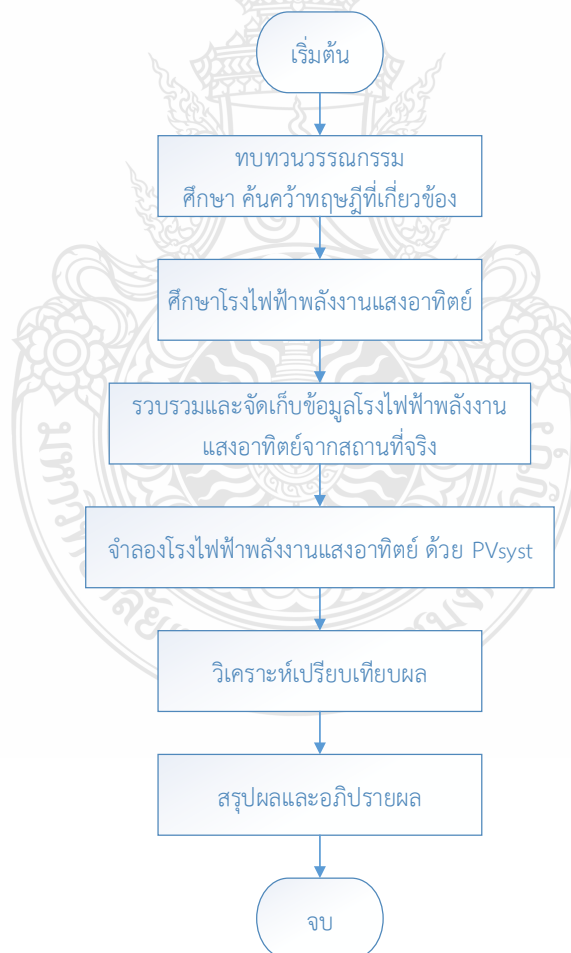 เริ่มต้น
ทบทวนวรรณกรรม
ศึกษา ค้นคว้าทฤษฎีที่เกี่ยวข้อง
ศึกษาโรงไฟฟ้าพลังงานแสงอาทิตย์
รวบรวมและจัดเก็บข้อมูลโรงไฟฟ้าพลังงาน
แสงอาทิตย์จากสถานที่จริง
จำลองโรงไฟฟ้าพลังงานแสงอาทิตย์ ด้วย PVsyst
วิเคราะห์เปรียบเทียบผล
สรุปผลและอภิปรายผล
จบ